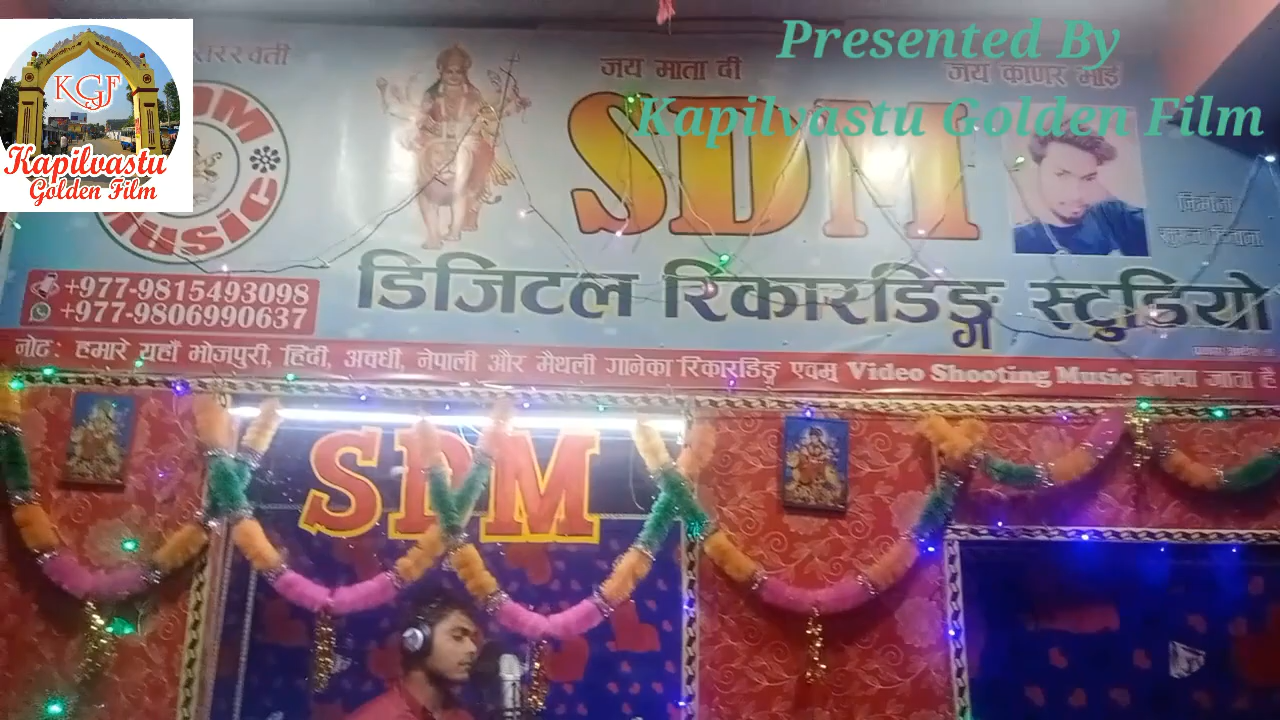 Presented By
Kapilvastu Golden Film
KGF
Kapilvastu
Golden Film
जय माता दी
SDM
MUSIC
डिजिटल रिकारडिङ्ग स्टुडियो
+977-9815493098
+977-9806990637
नोट: हमारे यहाँ भोजपुरी, हिंदी, अवधी, नेपाली और मैथली गानेका रिकारडिङ्ग एवम् Video Shooting Music बनाया जाता है
SDM